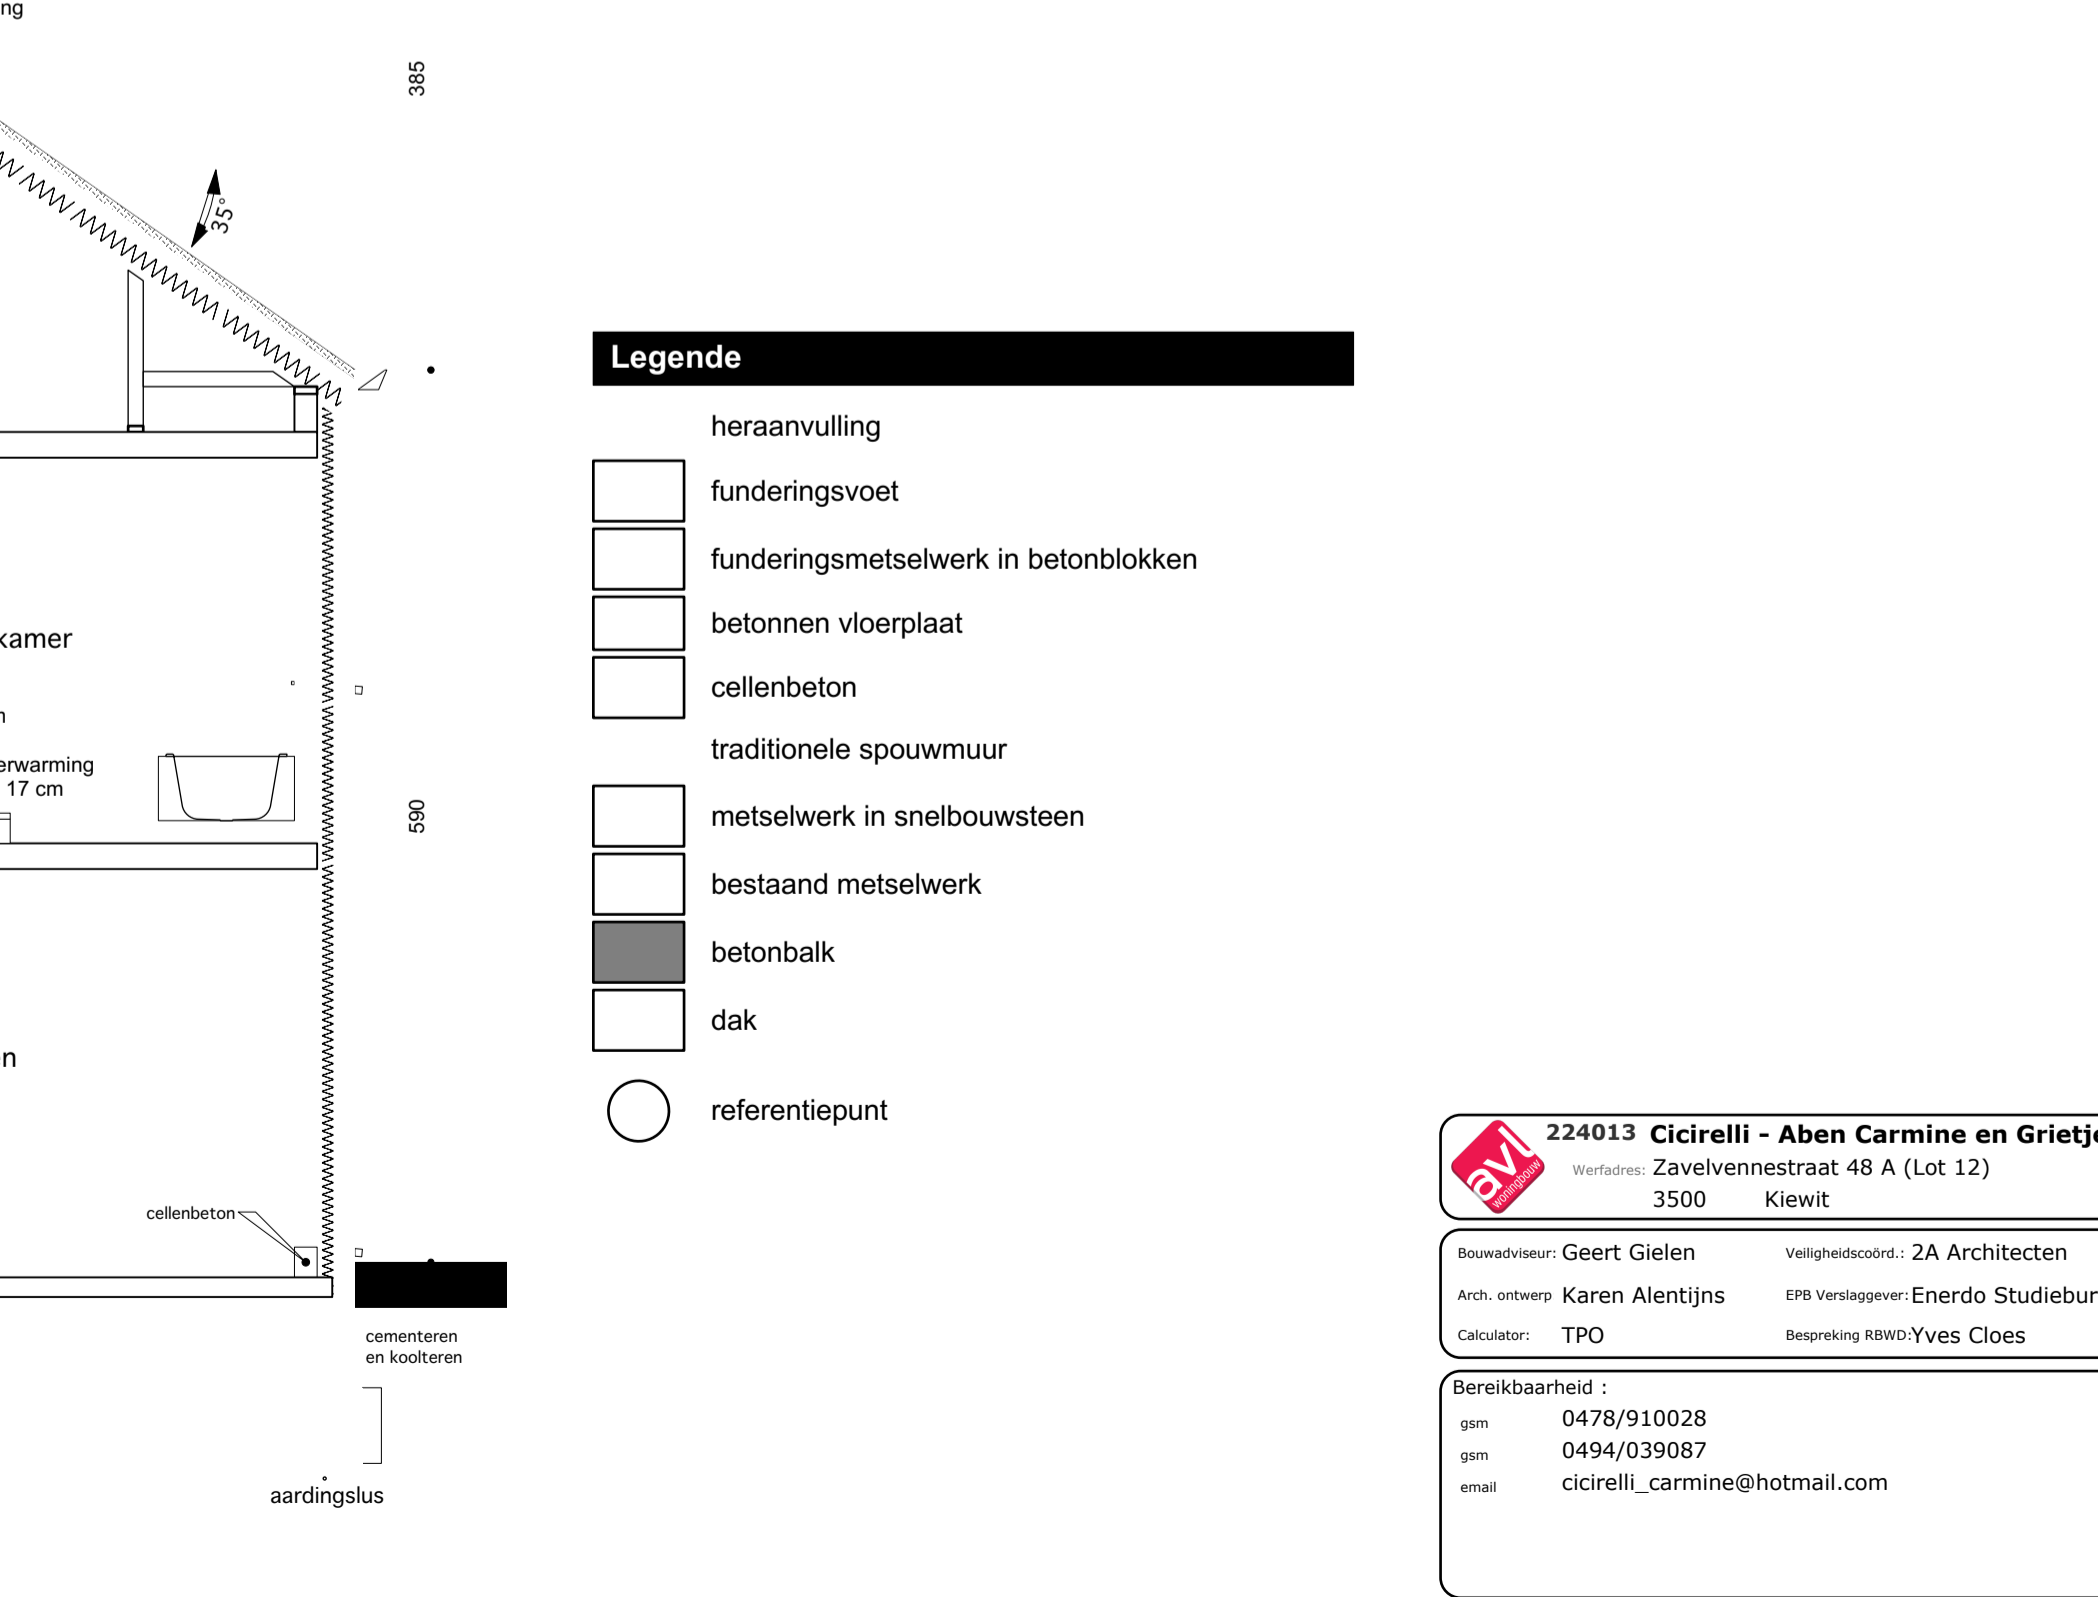 ng
385
35°
kamer
erwarming
17 cm
590
cellenbeton
cementeren
en koolteren
aardingslus
Legende
heraanvulling
funderingsvoet
funderingsmetselwerk in betonblokken
betonnen vloerplaat
cellenbeton
traditionele spouwmuur
metselwerk in snelbouwsteen
bestaand metselwerk
betonbalk
dak
referentiepunt
avl woningbouw
224013 Cicirelli - Aben Carmine en Grietje
Werfadres: Zavelvennestraat 48 A (Lot 12)
3500 Kiewit
Bouwadviseur: Geert Gielen Veiligheidscoörd.: 2A Architecten
Arch. ontwerp Karen Alentijns EPB Verslaggever: Enerdo Studiebur
Calculator: TPO Bespreking RBWD: Yves Cloes
Bereikbaarheid :
gsm 0478/910028
gsm 0494/039087
email cicirelli_carmine@hotmail.com